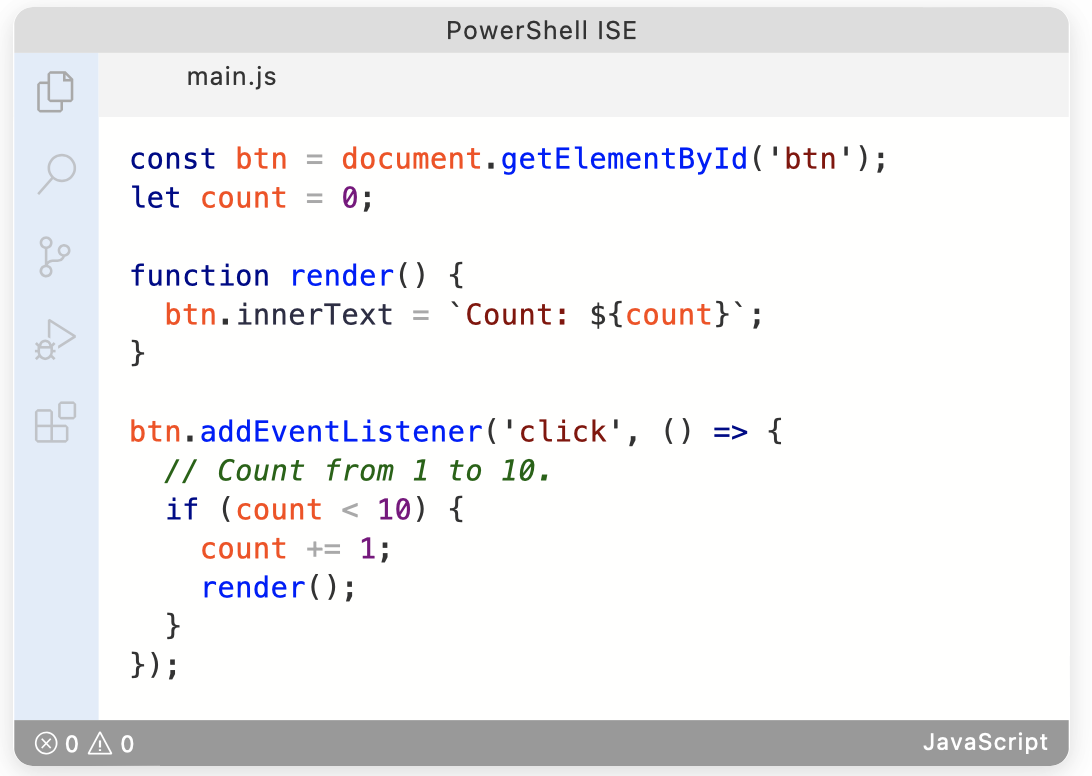 PowerShell ISE
main.js
const btn = document.getElementById('btn');
let count = 0;
function render() {
  btn.innerText = `Count: ${count}`;
}
btn.addEventListener('click', () => {
  // Count from 1 to 10.
  if (count < 10) {
    count += 1;
    render();
  }
});
0 0
JavaScript